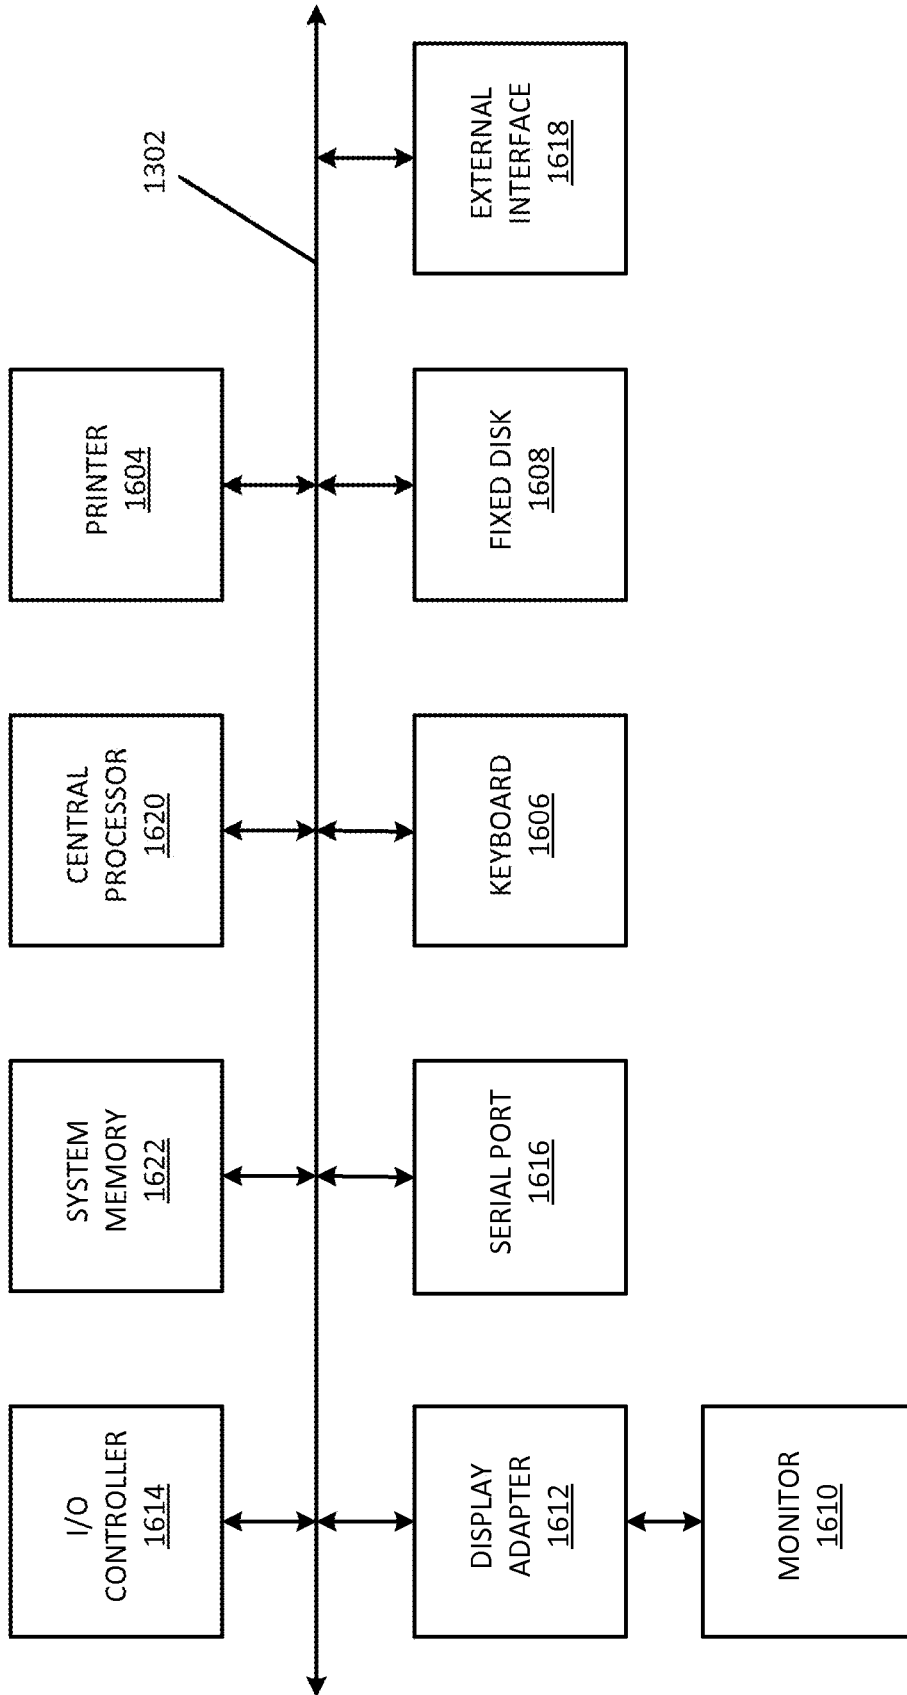 I/O
CONTROLLER
1614
SYSTEM
MEMORY
1622
CENTRAL
PROCESSOR
1620
PRINTER
1604
1302
DISPLAY
ADAPTER
1612
SERIAL PORT
1616
KEYBOARD
1606
FIXED DISK
1608
EXTERNAL
INTERFACE
1618
MONITOR
1610